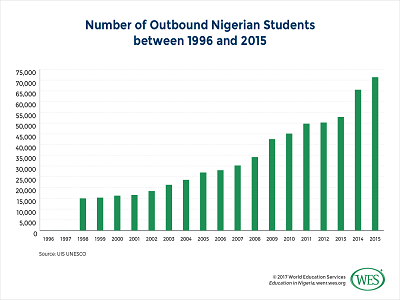 Number of Outbound Nigerian Students
between 1996 and 2015
75,000
70,000
65,000
60,000
55,000
50,000
45,000
40,000
35,000
30,000
25,000
20,000
15,000
10,000
5,000
0
1996 1997 1998 1999 2000 2001 2002 2003 2004 2005 2006 2007 2008 2009 2010 2011 2012 2013 2014 2015
Source: UIS UNESCO
© 2017 World Education Services
Education in Nigeria wenr.wes.org
WES